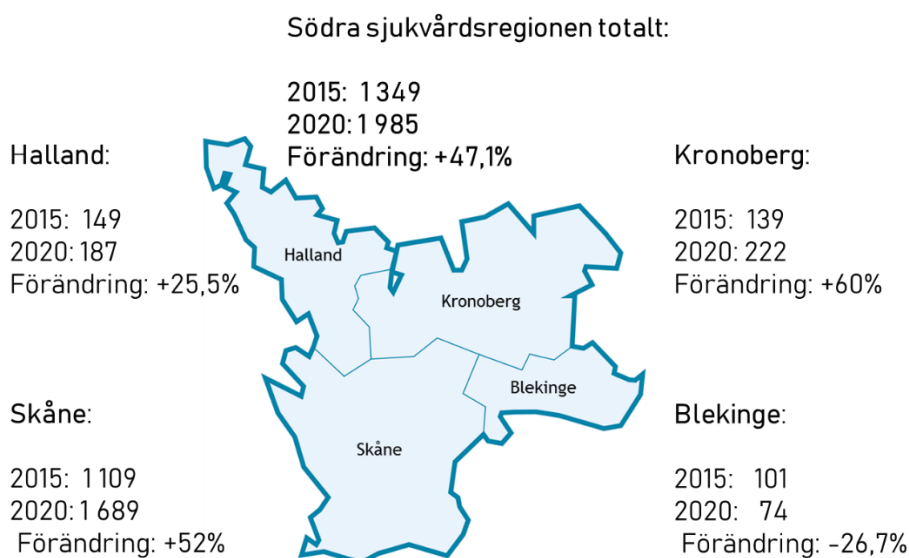 Södra sjukvårdsregionen totalt:
2015: 1 349
2020: 1 985
Förändring: +47,1%
Halland:
2015: 149
2020: 187
Förändring: +25,5%
Kronoberg:
2015: 139
2020: 222
Förändring: +60%
Halland
Kronoberg
Blekinge
Skåne
Skåne:
2015: 1 109
2020: 1 689
Förändring: +52%
Blekinge:
2015: 101
2020: 74
Förändring: -26,7%